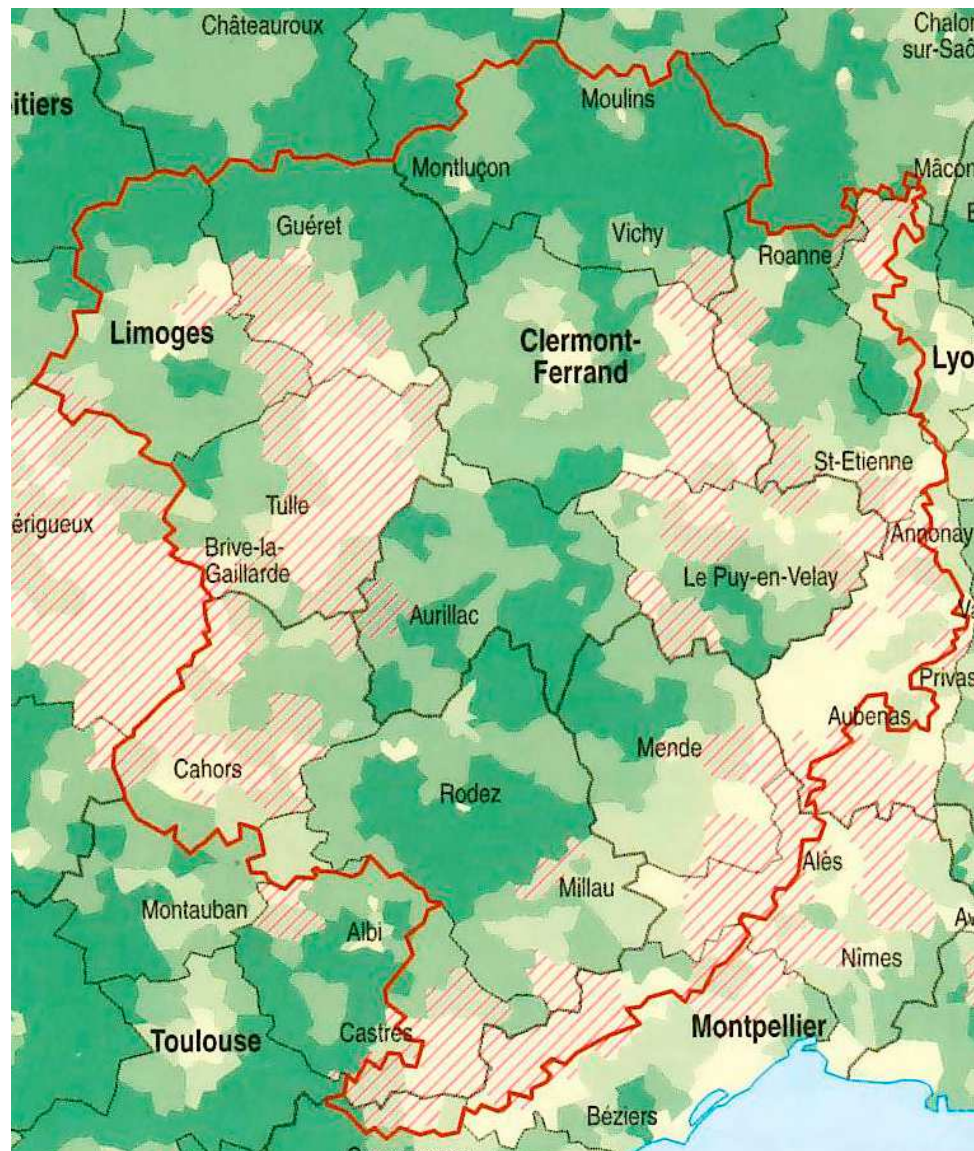 Châteauroux
Chalon
sur-Saô
itiers
Moulins
Montluçon
Mâcon
Guéret
Vichy
Roanne
Limoges
Clermont-
Ferrand
Lyo
St-Etienne
Tulle
érigueux
Annonay
Brive-la-
Gaillarde
Le Puy-en-Velay
Aurillac
Privas
Aubenas
Mende
Cahors
Rodez
Alès
Millau
Montauban
Av
Albi
Nîmes
Castres
Montpellier
Toulouse
Béziers